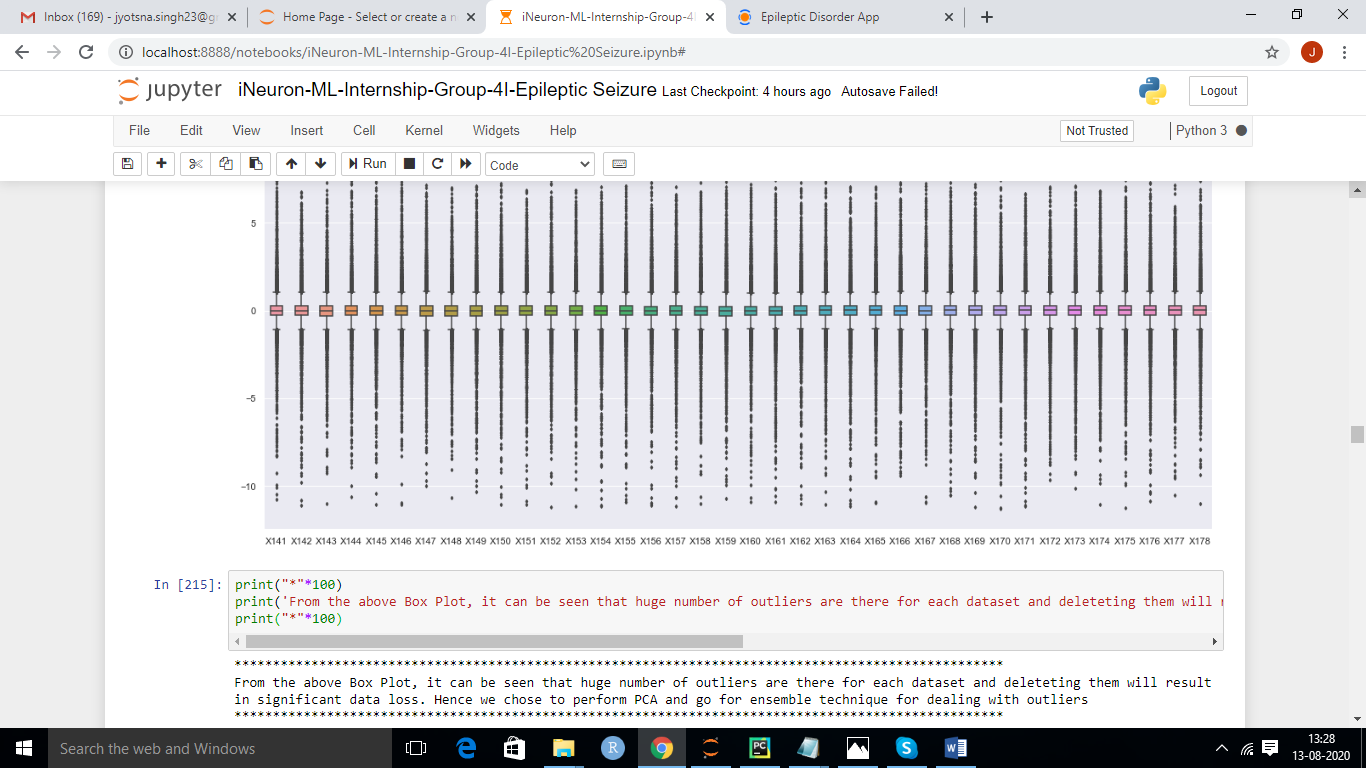 Inbox (169) - jyotsna.singh23@gr
Home Page - Select or create a n
iNeuron-ML-Internship-Group-4I
Epileptic Disorder App
localhost:8888/notebooks/iNeuron-ML-Internship-Group-4I-Epileptic%20Seizure.ipynb#
J
jupyter iNeuron-ML-Internship-Group-4I-Epileptic Seizure Last Checkpoint: 4 hours ago Autosave Failed!
Logout
File Edit View Insert Cell Kernel Widgets Help
Not Trusted
Python 3
Run
Code
5
0
−5
−10
X141 X142 X143 X144 X145 X146 X147 X148 X149 X150 X151 X152 X153 X154 X155 X156 X157 X158 X159 X160 X161 X162 X163 X164 X165 X166 X167 X168 X169 X170 X171 X172 X173 X174 X175 X176 X177 X178
In [215]:
print("*"*100)
print('From the above Box Plot, it can be seen that huge number of outliers are there for each dataset and deleteting them will r
print("*"*100)
****************************************************************************************************
From the above Box Plot, it can be seen that huge number of outliers are there for each dataset and deleteting them will result
in significant data loss. Hence we chose to perform PCA and go for ensemble technique for dealing with outliers
****************************************************************************************************
Search the web and Windows
R
PC
S
W
13:28
13-08-2020